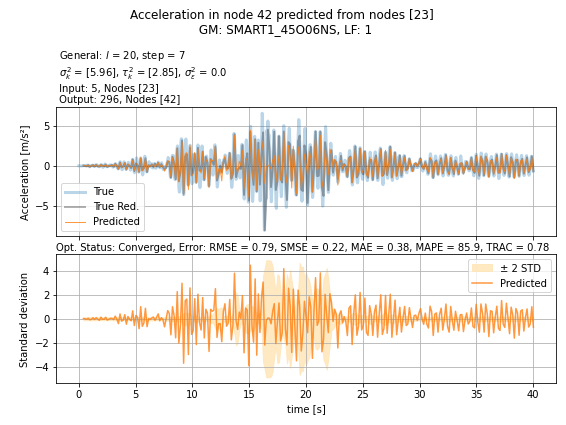 Acceleration in node 42 predicted from nodes [23]
GM: SMART1_45O06NS, LF: 1
General: l = 20, step = 7
σ²ₖ = [5.96], τ²ₖ = [2.85], σ²ε = 0.0
Input: 5, Nodes [23]
Output: 296, Nodes [42]
Acceleration [m/s²]
5
0
−5
True
True Red.
Predicted
Opt. Status: Converged, Error: RMSE = 0.79, SMSE = 0.22, MAE = 0.38, MAPE = 85.9, TRAC = 0.78
Standard deviation
4
2
0
−2
−4
± 2 STD
Predicted
0 5 10 15 20 25 30 35 40
time [s]